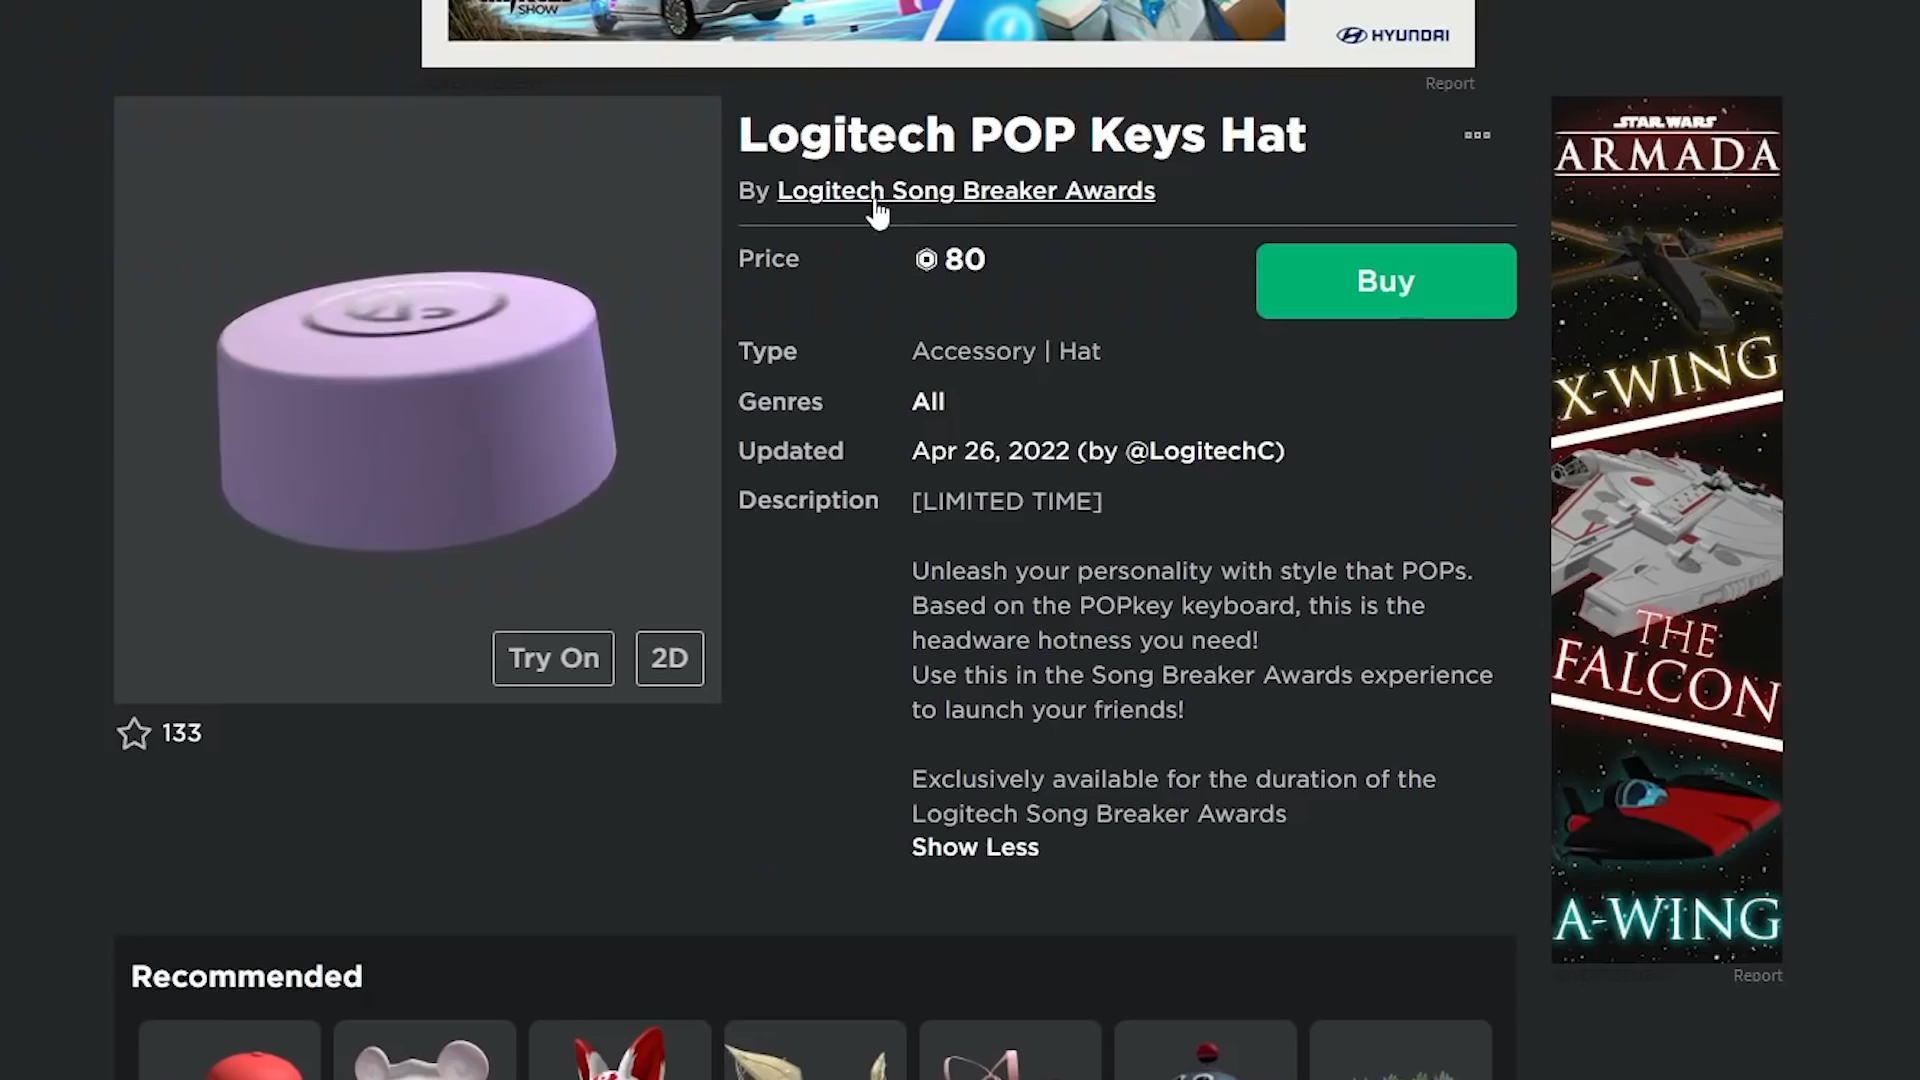 SHOW
HYUNDAI
Report
Logitech POP Keys Hat
By Logitech Song Breaker Awards
Price 80
Buy
Type Accessory | Hat
Genres All
Updated Apr 26, 2022 (by @LogitechC)
Description [LIMITED TIME]
Unleash your personality with style that POPs.
Based on the POPkey keyboard, this is the
headware hotness you need!
Use this in the Song Breaker Awards experience
to launch your friends!
Exclusively available for the duration of the
Logitech Song Breaker Awards
Show Less
Try On
2D
133
STAR WARS
ARMADA
X-WING
THE
FALCON
A-WING
Report
Recommended